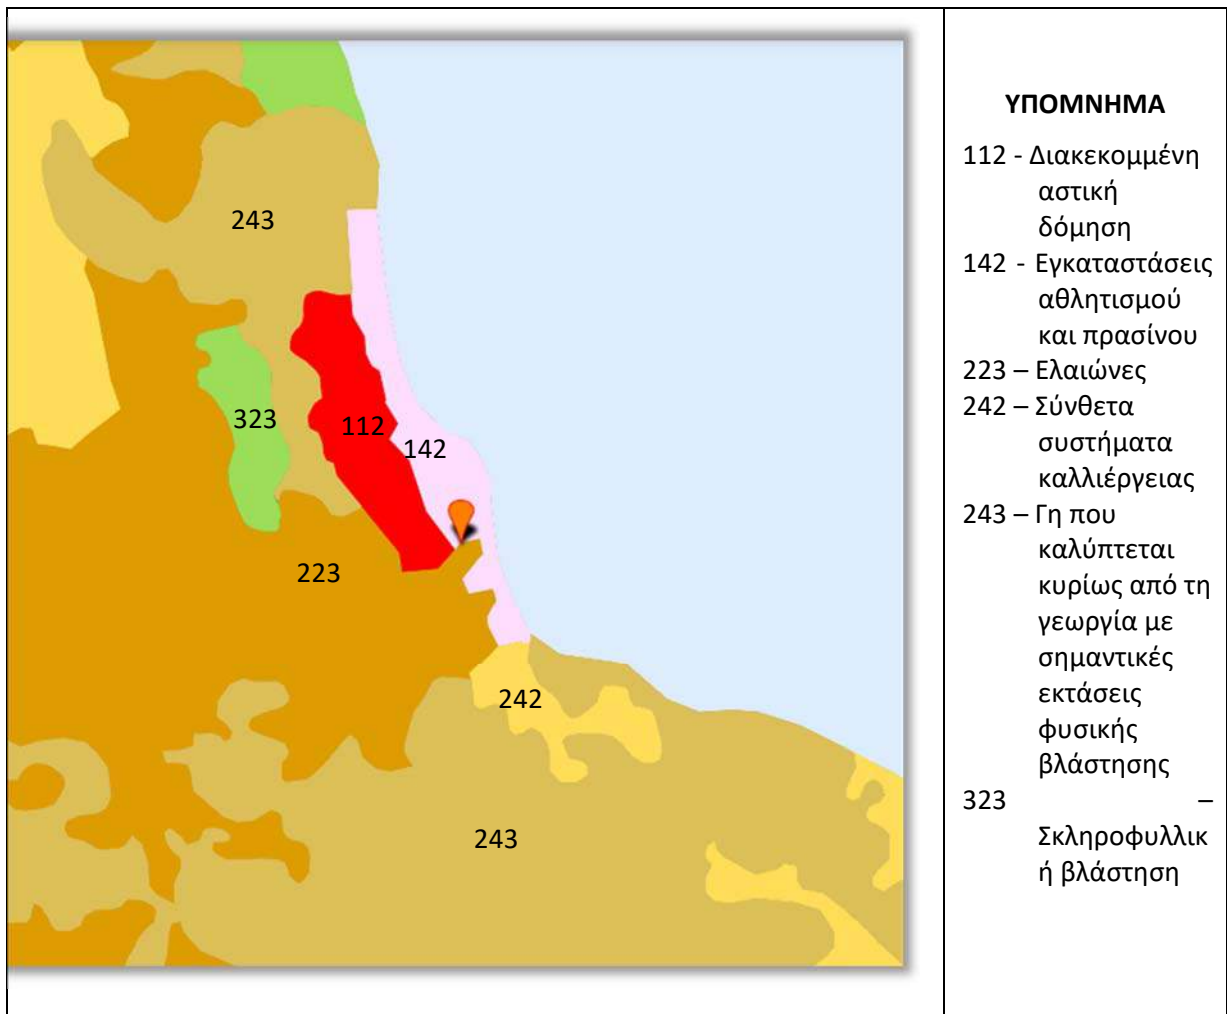 243
323
112
142
223
242
243
ΥΠΟΜΝΗΜΑ
112 - Διακεκομμένη
αστική
δόμηση
142 - Εγκαταστάσεις
αθλητισμού
και πρασίνου
223 – Ελαιώνες
242 – Σύνθετα
συστήματα
καλλιέργειας
243 – Γη που
καλύπτεται
κυρίως από τη
γεωργία με
σημαντικές
εκτάσεις
φυσικής
βλάστησης
323 –
Σκληροφυλλικ
ή βλάστηση